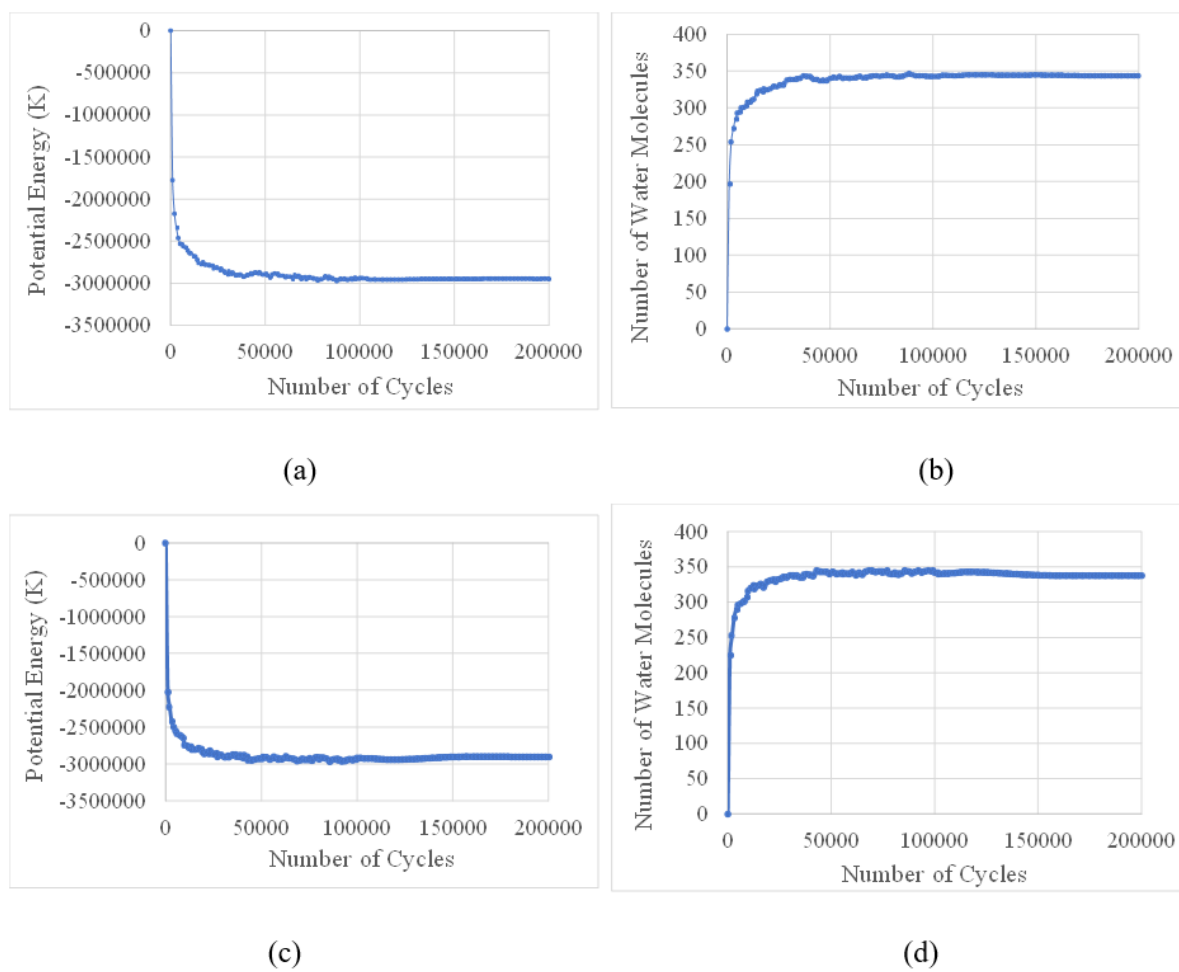 0
-500000
-1000000
-1500000
-2000000
-2500000
-3000000
-3500000
Potential Energy (K)
0 50000 100000 150000 200000
Number of Cycles
(a)
400
350
300
250
200
150
100
50
0
Number of Water Molecules
0 50000 100000 150000 200000
Number of Cycles
(b)
0
-500000
-1000000
-1500000
-2000000
-2500000
-3000000
-3500000
Potential Energy (K)
0 50000 100000 150000 200000
Number of Cycles
(c)
400
350
300
250
200
150
100
50
0
Number of Water Molecules
0 50000 100000 150000 200000
Number of Cycles
(d)